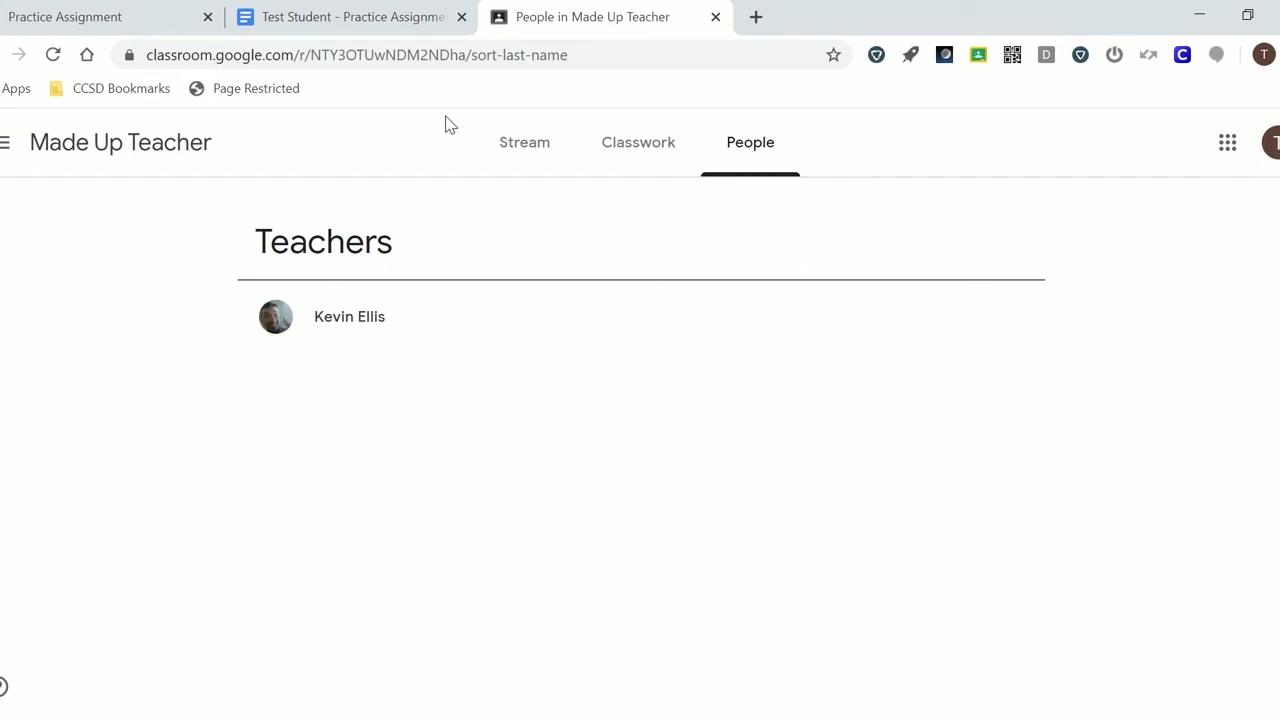 Practice Assignment
Test Student - Practice Assignme
People in Made Up Teacher
classroom.google.com/r/NTY3OTUwNDM2NDha/sort-last-name
D
C
T
Apps
CCSD Bookmarks
Page Restricted
Made Up Teacher
Stream
Classwork
People
T
Teachers
Kevin Ellis